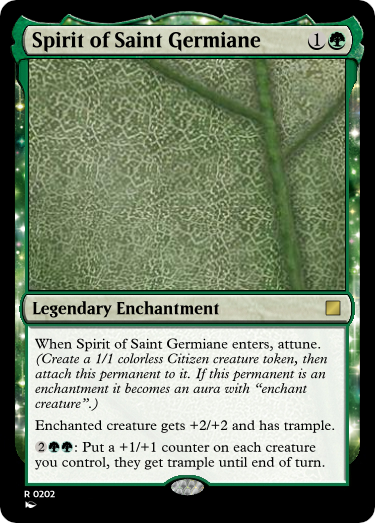 Spirit of Saint Germiane 1
Legendary Enchantment
When Spirit of Saint Germiane enters, attune.
(Create a 1/1 colorless Citizen creature token, then
attach this permanent to it. If this permanent is an
enchantment it becomes an aura with “enchant
creature”.)
Enchanted creature gets +2/+2 and has trample.
2: Put a +1/+1 counter on each creature
you control, they get trample until end of turn.
R 0202